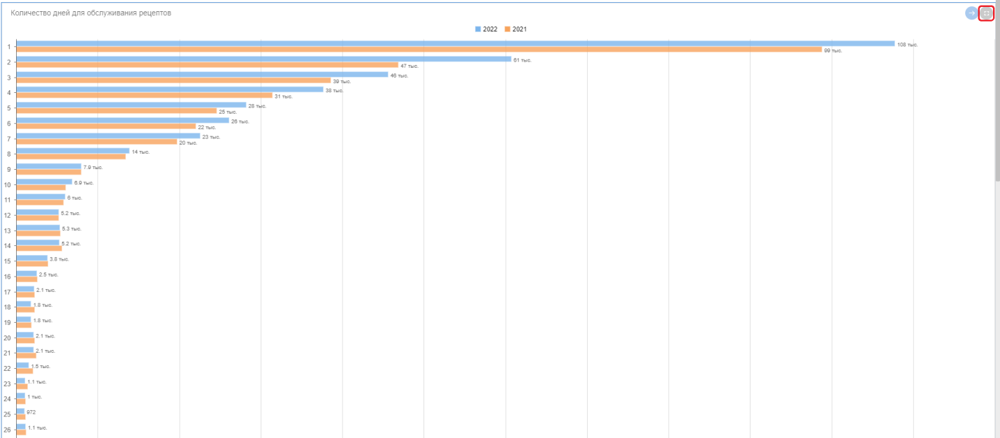 Количество дней для обслуживания рецептов
2022 2021
1 108 тыс.
99 тыс.
2 61 тыс.
47 тыс.
3 46 тыс.
39 тыс.
4 38 тыс.
31 тыс.
5 28 тыс.
25 тыс.
6 26 тыс.
22 тыс.
7 23 тыс.
20 тыс.
8 14 тыс.
9 7.9 тыс.
10 6.9 тыс.
11 6 тыс.
12 5.2 тыс.
13 5.3 тыс.
14 5.2 тыс.
15 3.8 тыс.
16 2.5 тыс.
17 2.1 тыс.
18 1.8 тыс.
19 1.8 тыс.
20 2.1 тыс.
21 2.1 тыс.
22 1.5 тыс.
23 1.1 тыс.
24 1 тыс.
25 972
26 1.1 тыс.